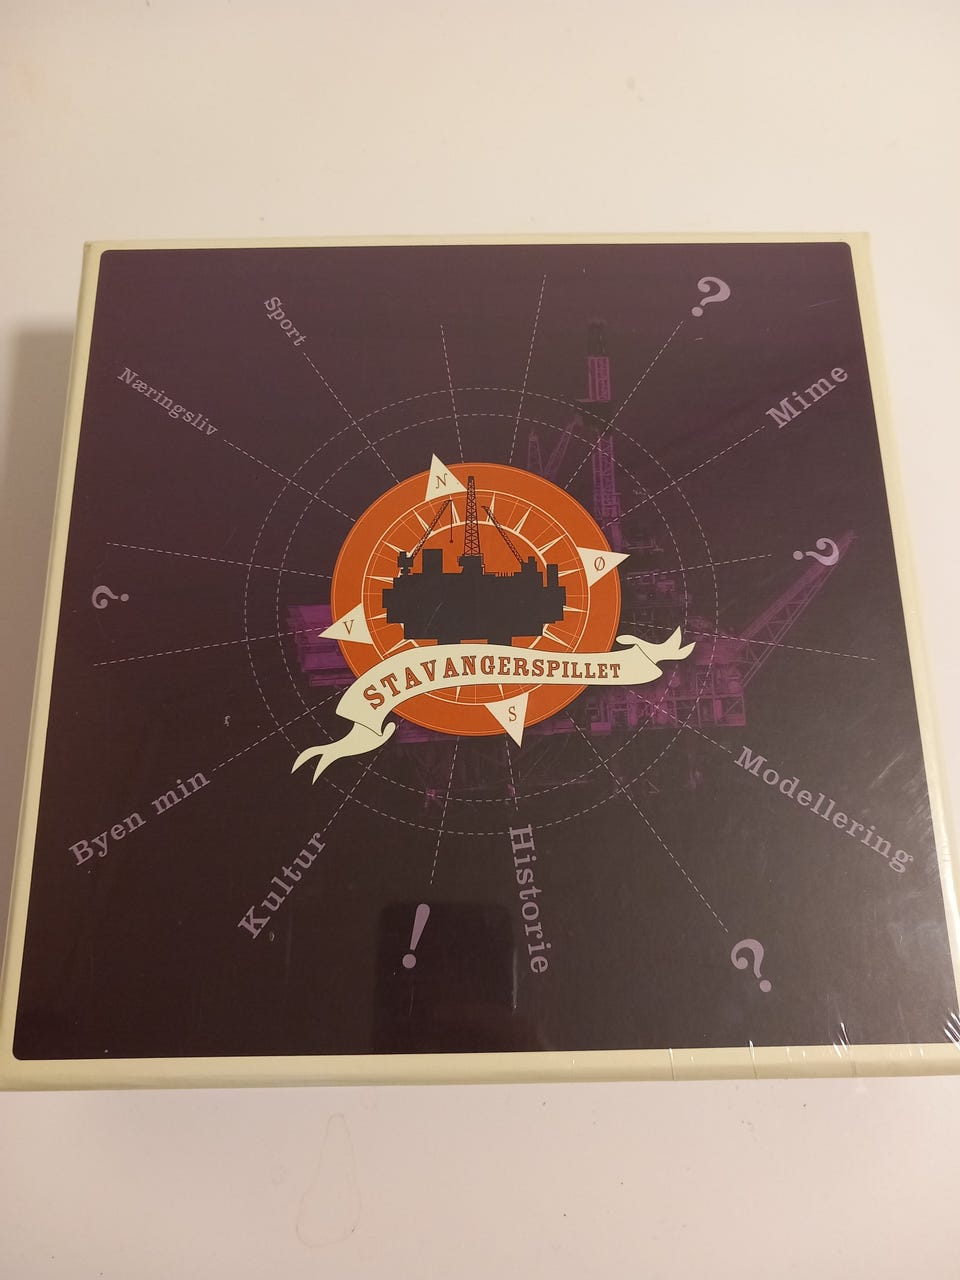 Sport
?
Næringsliv
Mime
N
Ø
?
?
V
STAVANGERSPILLET
S
Byen min
Modellering
Kultur
Historie
!
?